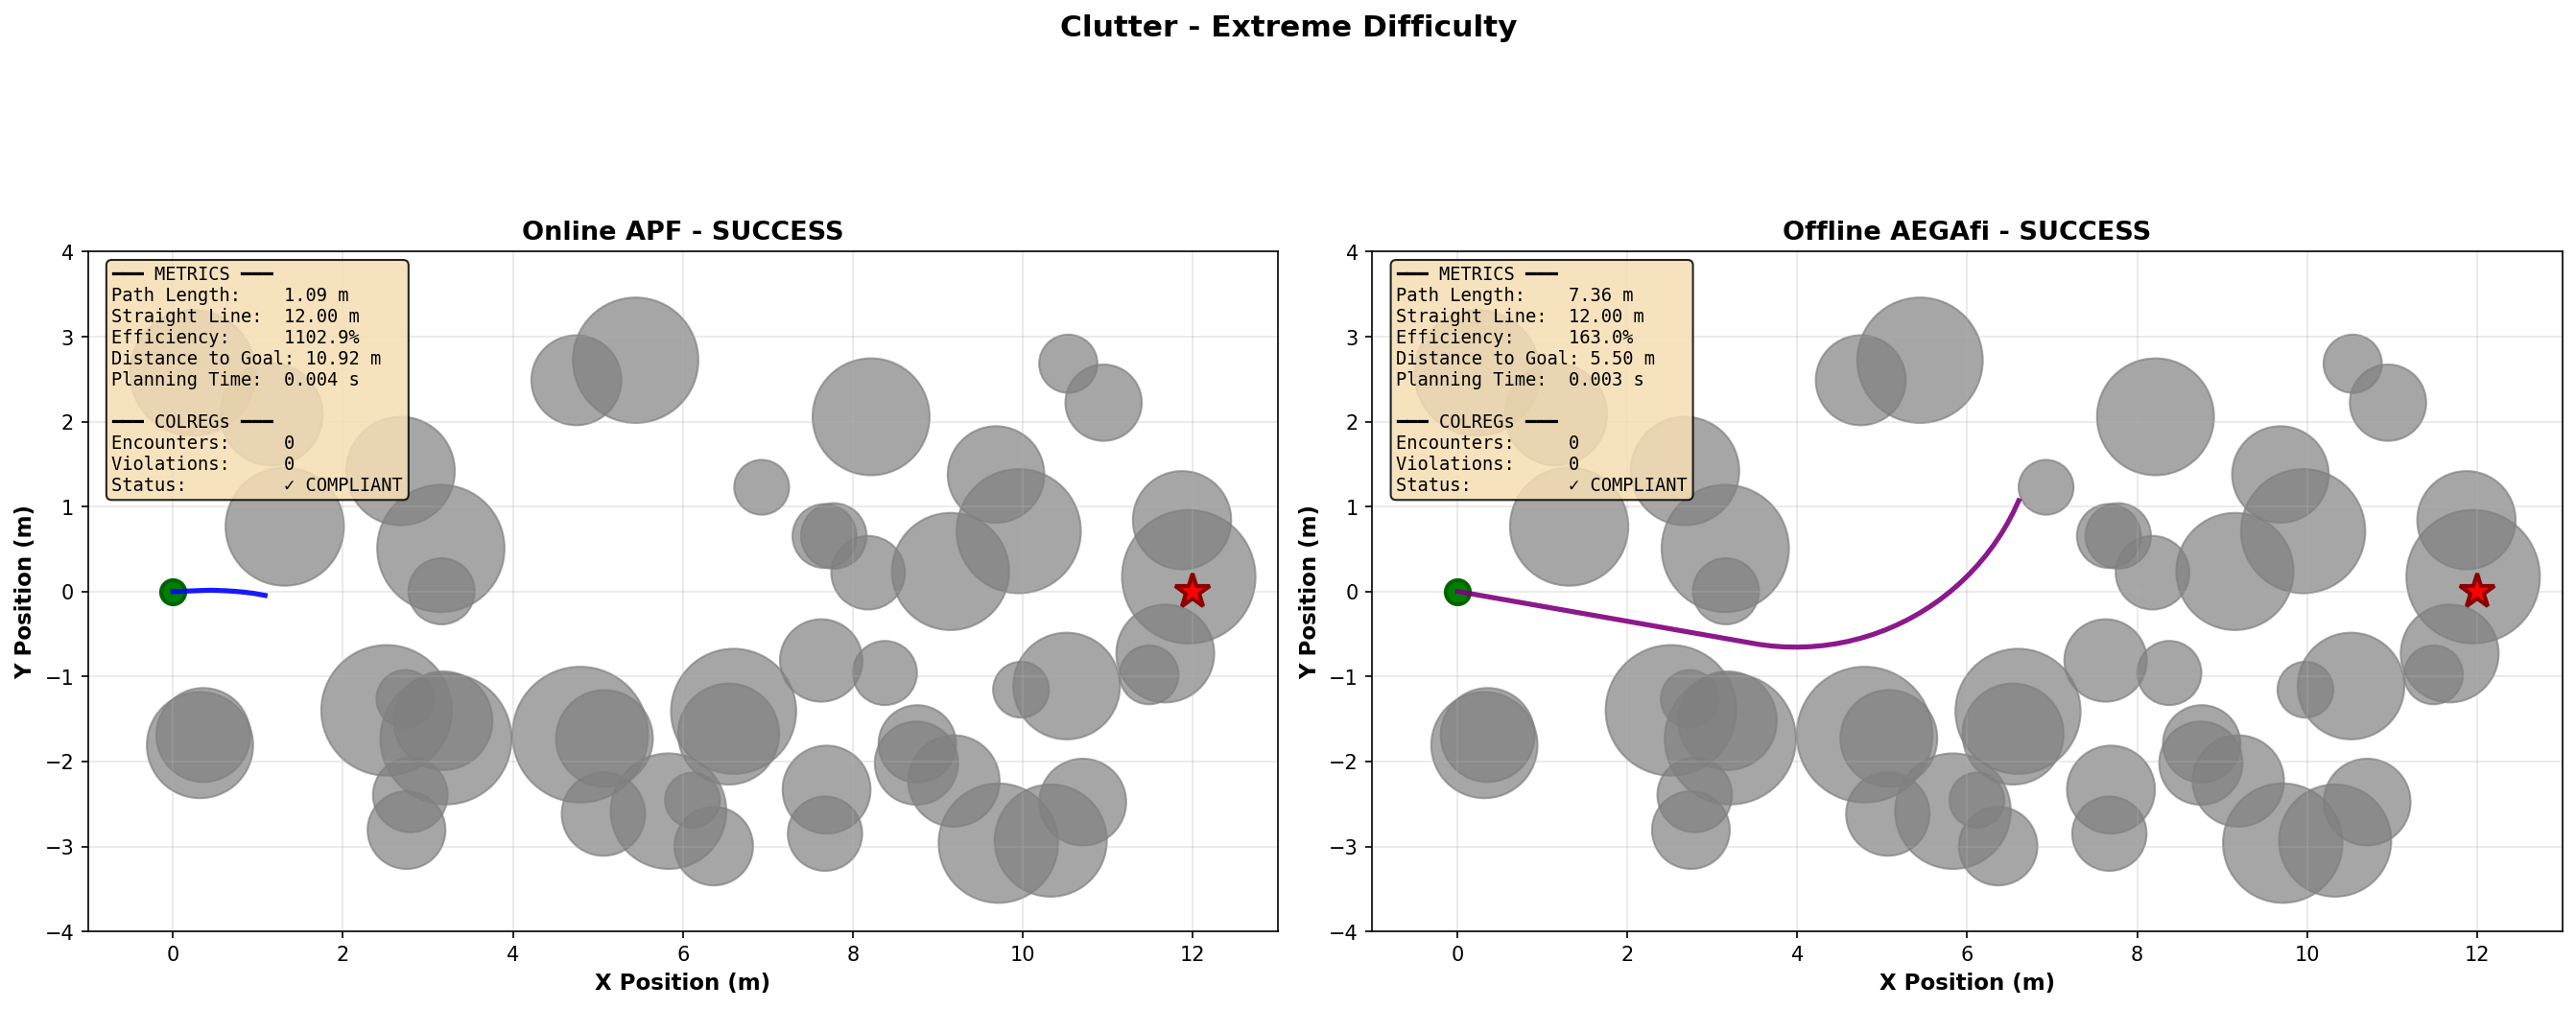 Clutter - Extreme Difficulty
Online APF - SUCCESS
━━━ METRICS ━━━
Path Length: 1.09 m
Straight Line: 12.00 m
Efficiency: 1102.9%
Distance to Goal: 10.92 m
Planning Time: 0.004 s
━━━ COLREGs ━━━
Encounters: 0
Violations: 0
Status: ✓ COMPLIANT
4
3
2
1
0
−1
−2
−3
−4
Y Position (m)
0 2 4 6 8 10 12
X Position (m)
Offline AEGAfi - SUCCESS
━━━ METRICS ━━━
Path Length: 7.36 m
Straight Line: 12.00 m
Efficiency: 163.0%
Distance to Goal: 5.50 m
Planning Time: 0.003 s
━━━ COLREGs ━━━
Encounters: 0
Violations: 0
Status: ✓ COMPLIANT
4
3
2
1
0
−1
−2
−3
−4
Y Position (m)
0 2 4 6 8 10 12
X Position (m)